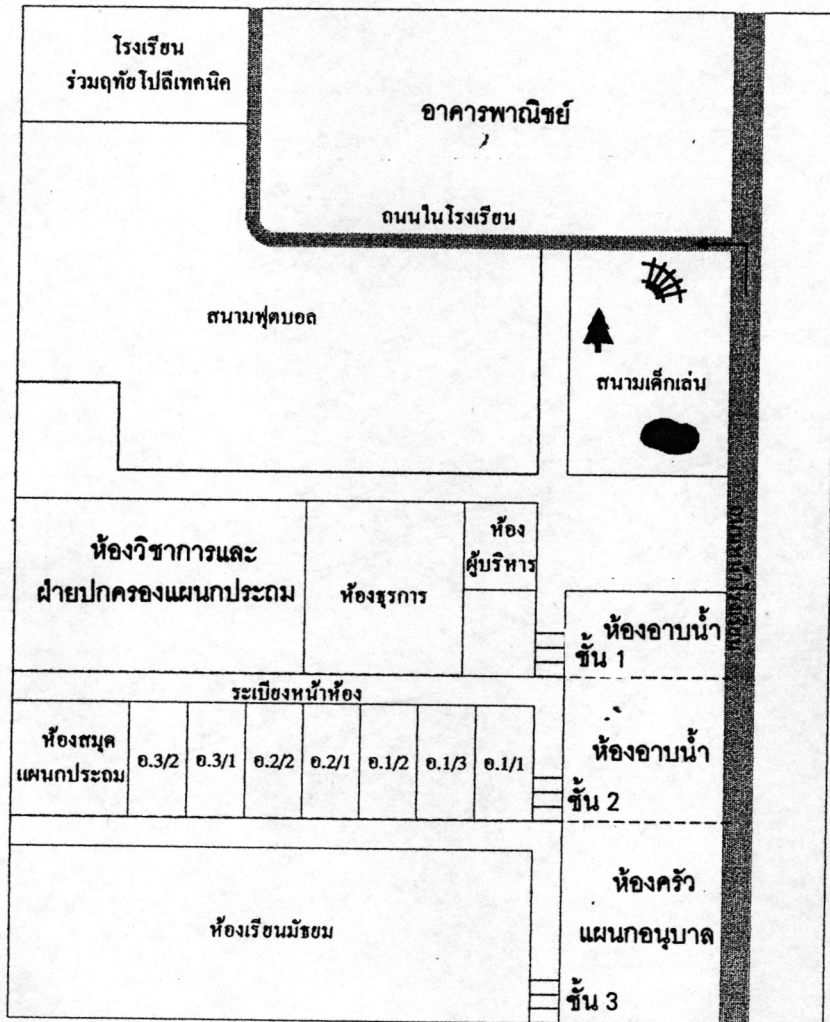 โรงเรียน
ร่วมฤทัยโปลีเทคนิค
อาคารพาณิชย์
ถนนในโรงเรียน
สนามฟุตบอล
สนามเด็กเล่น
ห้องวิชาการและ
ฝ่ายปกครองแผนกประถม
ห้องธุรการ
ห้อง
ผู้บริหาร
ห้องอาบน้ำ
ชั้น 1
ระเบียงหน้าห้อง
ห้องสมุด
แผนกประถม
อ.3/2
อ.3/1
อ.2/2
อ.2/1
อ.1/2
อ.1/3
อ.1/1
ห้องอาบน้ำ
ชั้น 2
ห้องเรียนมัธยม
ห้องครัว
แผนกอนุบาล
ชั้น 3